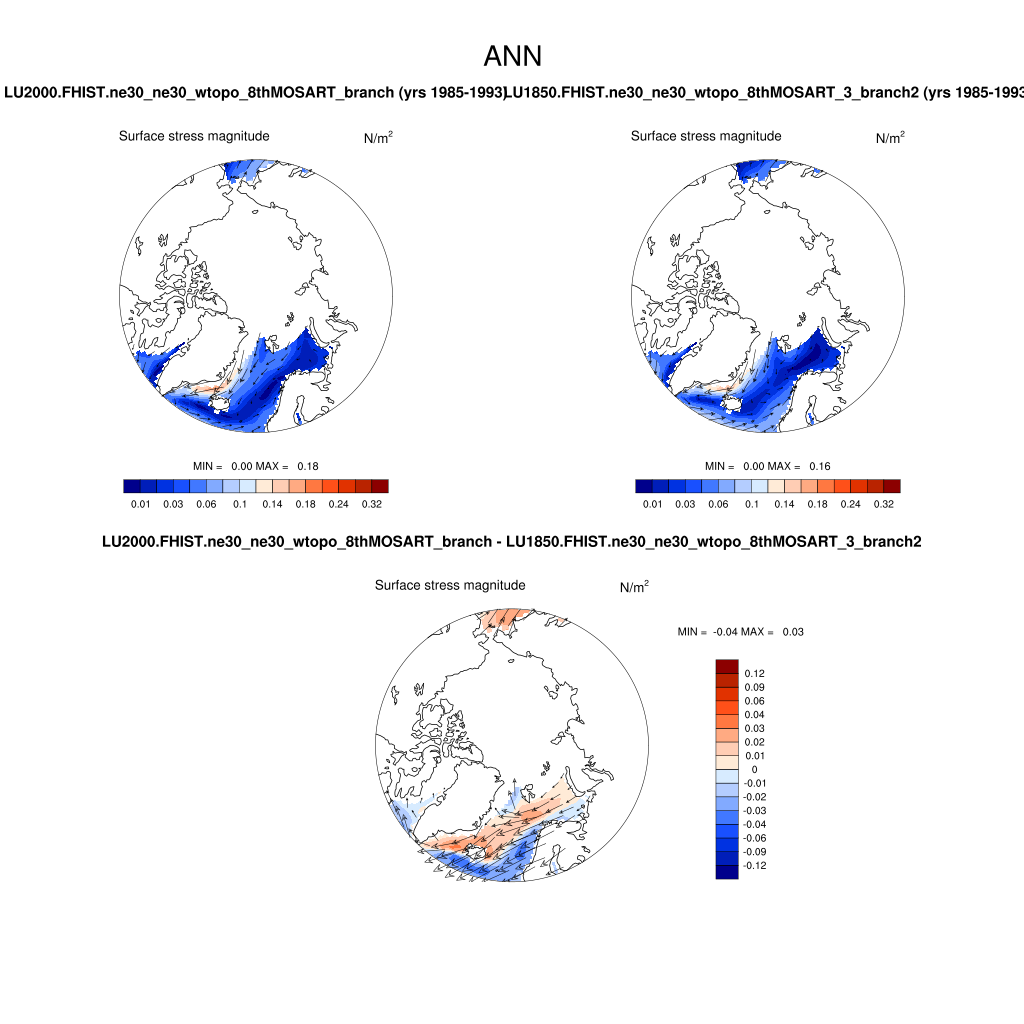 ANN
LU2000.FHIST.ne30_ne30_wtopo_8thMOSART_branch (yrs 1985-1993)
LU1850.FHIST.ne30_ne30_wtopo_8thMOSART_3_branch2 (yrs 1985-1993
Surface stress magnitude N/m²
Surface stress magnitude N/m²
MIN = 0.00 MAX = 0.18
MIN = 0.00 MAX = 0.16
0.01 0.03 0.06 0.1 0.14 0.18 0.24 0.32
0.01 0.03 0.06 0.1 0.14 0.18 0.24 0.32
LU2000.FHIST.ne30_ne30_wtopo_8thMOSART_branch - LU1850.FHIST.ne30_ne30_wtopo_8thMOSART_3_branch2
Surface stress magnitude N/m²
MIN = -0.04 MAX = 0.03
0.12
0.09
0.06
0.04
0.03
0.02
0.01
0
-0.01
-0.02
-0.03
-0.04
-0.06
-0.09
-0.12